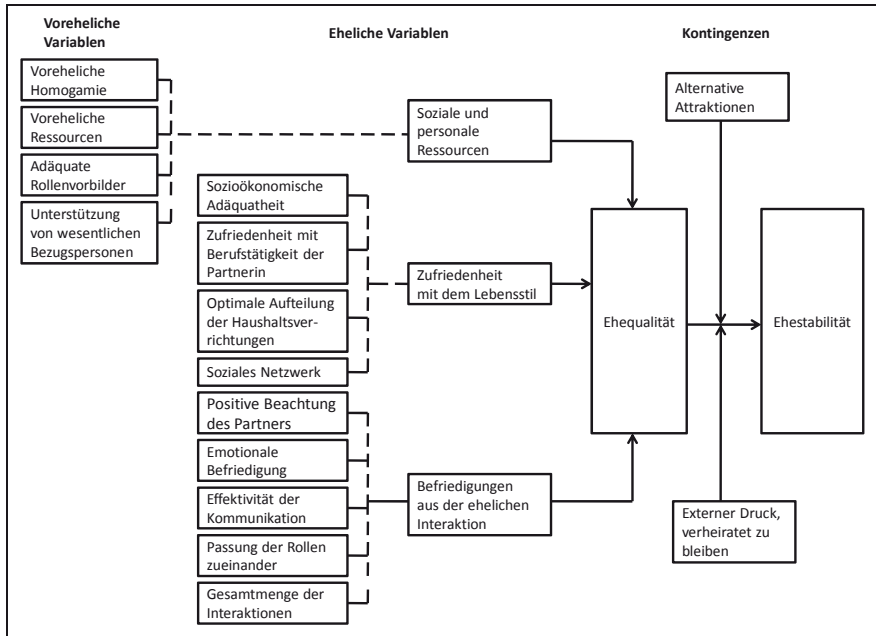 Voreheliche
Variablen
Eheliche Variablen
Kontingenzen
Voreheliche
Homogamie
Voreheliche
Ressourcen
Adäquate
Rollenvorbilder
Unterstützung
von wesentlichen
Bezugspersonen
Sozioökonomische
Adäquatheit
Zufriedenheit mit
Berufstätigkeit der
Partnerin
Optimale Aufteilung
der Haushaltsver-
richtungen
Soziales Netzwerk
Positive Beachtung
des Partners
Emotionale
Befriedigung
Effektivität der
Kommunikation
Passung der Rollen
zueinander
Gesamtmenge der
Interaktionen
Soziale und
personale
Ressourcen
Zufriedenheit
mit dem Lebensstil
Befriedigungen
aus der ehelichen
Interaktion
Ehequalität
Alternative
Attraktionen
Externer Druck,
verheiratet zu
bleiben
Ehestabilität